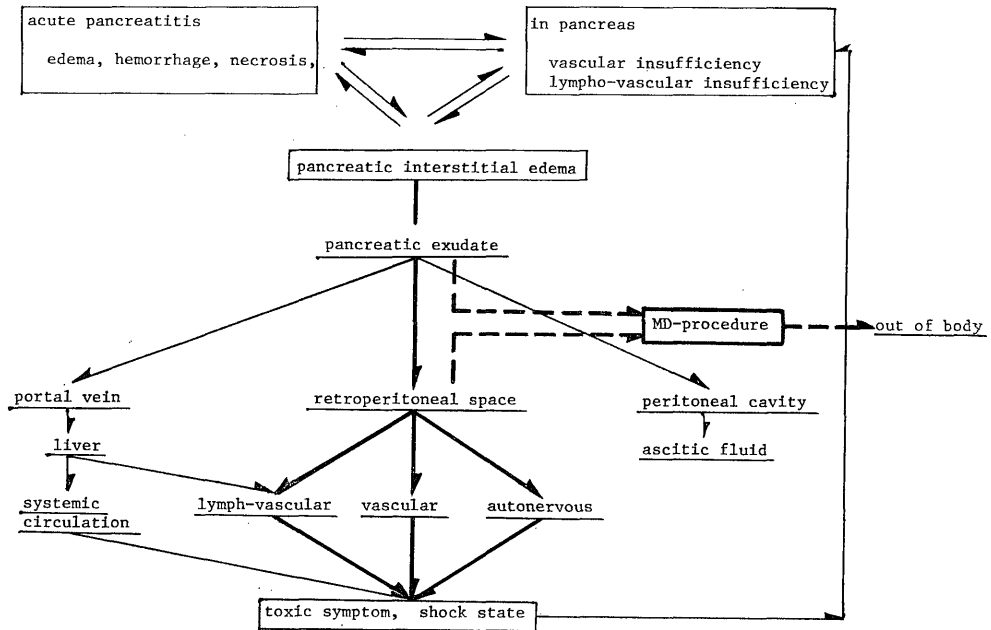 acute pancreatitis
edema, hemorrhage, necrosis,
in pancreas
vascular insufficiency
lympho-vascular insufficiency
pancreatic interstitial edema
pancreatic exudate
MD-procedure
out of body
portal vein
retroperitoneal space
peritoneal cavity
liver
ascitic fluid
systemic
circulation
lymph-vascular
vascular
autonervous
toxic symptom, shock state